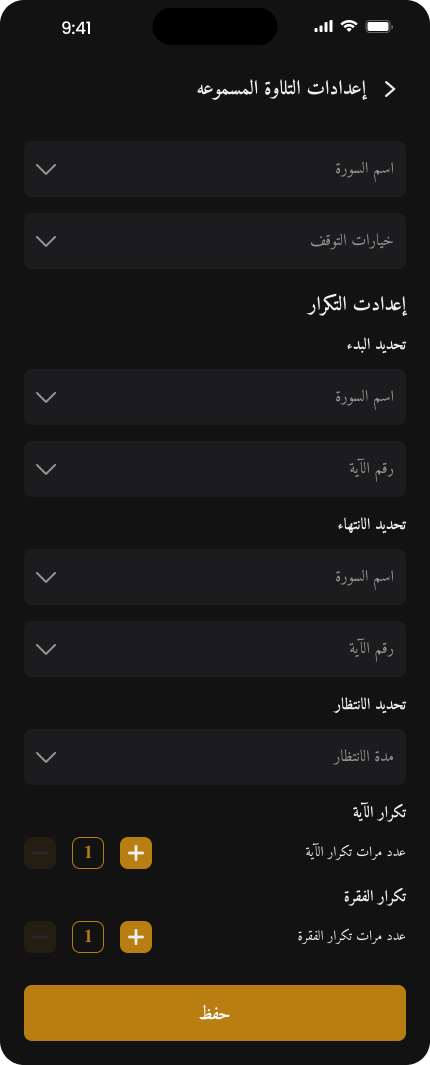 9:41
إعدادات التلاوة المسموعه
اسم السورة
خيارات التوقف
إعدادت التكرار
تحديد البدء
اسم السورة
رقم الآية
تحديد الانتهاء
اسم السورة
رقم الآية
تحديد الانتظار
مدة الانتظار
تكرار الآية
عدد مرات تكرار الآية
1
تكرار الفقرة
عدد مرات تكرار الفقرة
1
حفظ